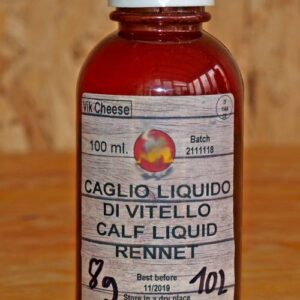 Vik Cheese
100 ml.
Batch
2111118
CAGLIO LIQUIDO
DI VITELLO
CALF LIQUID
RENNET
8g
Best before
11/2019
102
Store in a dry place